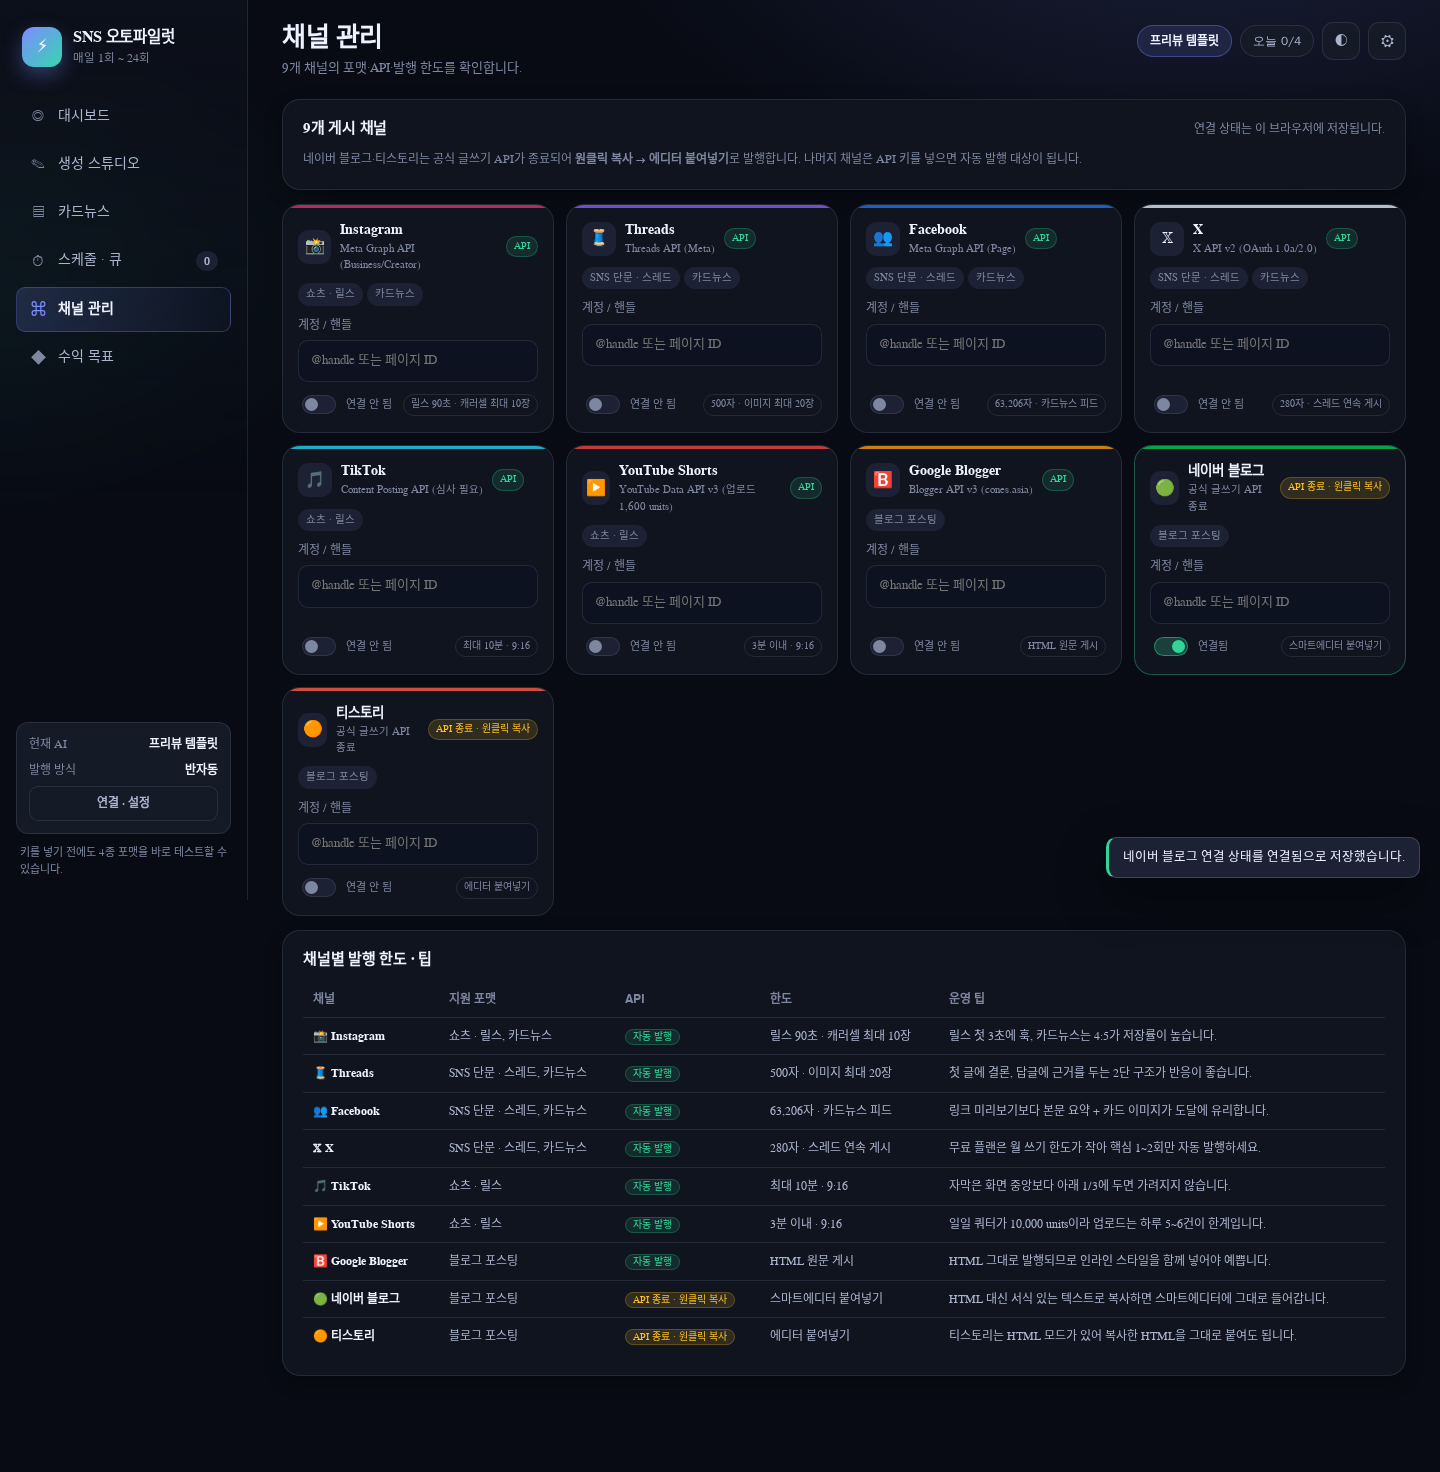 SNS 오토파일럿
매일 1회 ~ 24회
대시보드
생성 스튜디오
카드뉴스
스케줄 · 큐 0
채널 관리
수익 목표
현재 AI 프리뷰 템플릿
발행 방식 반자동
연결 · 설정
키를 넣기 전에도 4종 포맷을 바로 테스트할 수
있습니다.
채널 관리
9개 채널의 포맷·API·발행 한도를 확인합니다.
프리뷰 템플릿
오늘 0/4
9개 게시 채널
연결 상태는 이 브라우저에 저장됩니다.
네이버 블로그·티스토리는 공식 글쓰기 API가 종료되어 원클릭 복사 → 에디터 붙여넣기로 발행합니다. 나머지 채널은 API 키를 넣으면 자동 발행 대상이 됩니다.
Instagram
Meta Graph API
(Business/Creator)
API
쇼츠 · 릴스 카드뉴스
계정 / 핸들
@handle 또는 페이지 ID
연결 안 됨 릴스 90초 · 캐러셀 최대 10장
Threads
Threads API (Meta)
API
SNS 단문 · 스레드 카드뉴스
계정 / 핸들
@handle 또는 페이지 ID
연결 안 됨 500자 · 이미지 최대 20장
Facebook
Meta Graph API (Page)
API
SNS 단문 · 스레드 카드뉴스
계정 / 핸들
@handle 또는 페이지 ID
연결 안 됨 63,206자 · 카드뉴스 피드
X
X API v2 (OAuth 1.0a/2.0)
API
SNS 단문 · 스레드 카드뉴스
계정 / 핸들
@handle 또는 페이지 ID
연결 안 됨 280자 · 스레드 연속 게시
TikTok
Content Posting API (심사 필요)
API
쇼츠 · 릴스
계정 / 핸들
@handle 또는 페이지 ID
연결 안 됨 최대 10분 · 9:16
YouTube Shorts
YouTube Data API v3 (업로드
1,600 units)
API
쇼츠 · 릴스
계정 / 핸들
@handle 또는 페이지 ID
연결 안 됨 3분 이내 · 9:16
Google Blogger
Blogger API v3 (cones.asia)
API
블로그 포스팅
계정 / 핸들
@handle 또는 페이지 ID
연결 안 됨 HTML 원문 게시
네이버 블로그
공식 글쓰기 API
종료
API 종료 · 원클릭 복사
블로그 포스팅
계정 / 핸들
@handle 또는 페이지 ID
연결됨 스마트에디터 붙여넣기
티스토리
공식 글쓰기 API
종료
API 종료 · 원클릭 복사
블로그 포스팅
계정 / 핸들
@handle 또는 페이지 ID
연결 안 됨 에디터 붙여넣기
네이버 블로그 연결 상태를 연결됨으로 저장했습니다.
채널별 발행 한도 · 팁
채널 지원 포맷 API 한도 운영 팁
Instagram 쇼츠 · 릴스, 카드뉴스 자동 발행 릴스 90초 · 캐러셀 최대 10장 릴스 첫 3초에 훅, 카드뉴스는 4:5가 저장률이 높습니다.
Threads SNS 단문 · 스레드, 카드뉴스 자동 발행 500자 · 이미지 최대 20장 첫 글에 결론, 답글에 근거를 두는 2단 구조가 반응이 좋습니다.
Facebook SNS 단문 · 스레드, 카드뉴스 자동 발행 63,206자 · 카드뉴스 피드 링크 미리보기보다 본문 요약 + 카드 이미지가 도달에 유리합니다.
𝕏 X SNS 단문 · 스레드, 카드뉴스 자동 발행 280자 · 스레드 연속 게시 무료 플랜은 월 쓰기 한도가 작아 핵심 1~2회만 자동 발행하세요.
TikTok 쇼츠 · 릴스 자동 발행 최대 10분 · 9:16 자막은 화면 중앙보다 아래 1/3에 두면 가려지지 않습니다.
YouTube Shorts 쇼츠 · 릴스 자동 발행 3분 이내 · 9:16 일일 쿼터가 10,000 units이라 업로드는 하루 5~6건이 한계입니다.
Google Blogger 블로그 포스팅 자동 발행 HTML 원문 게시 HTML 그대로 발행되므로 인라인 스타일을 함께 넣어야 예쁩니다.
네이버 블로그 블로그 포스팅 API 종료 · 원클릭 복사 스마트에디터 붙여넣기 HTML 대신 서식 있는 텍스트로 복사하면 스마트에디터에 그대로 들어갑니다.
티스토리 블로그 포스팅 API 종료 · 원클릭 복사 에디터 붙여넣기 티스토리는 HTML 모드가 있어 복사한 HTML을 그대로 붙여도 됩니다.